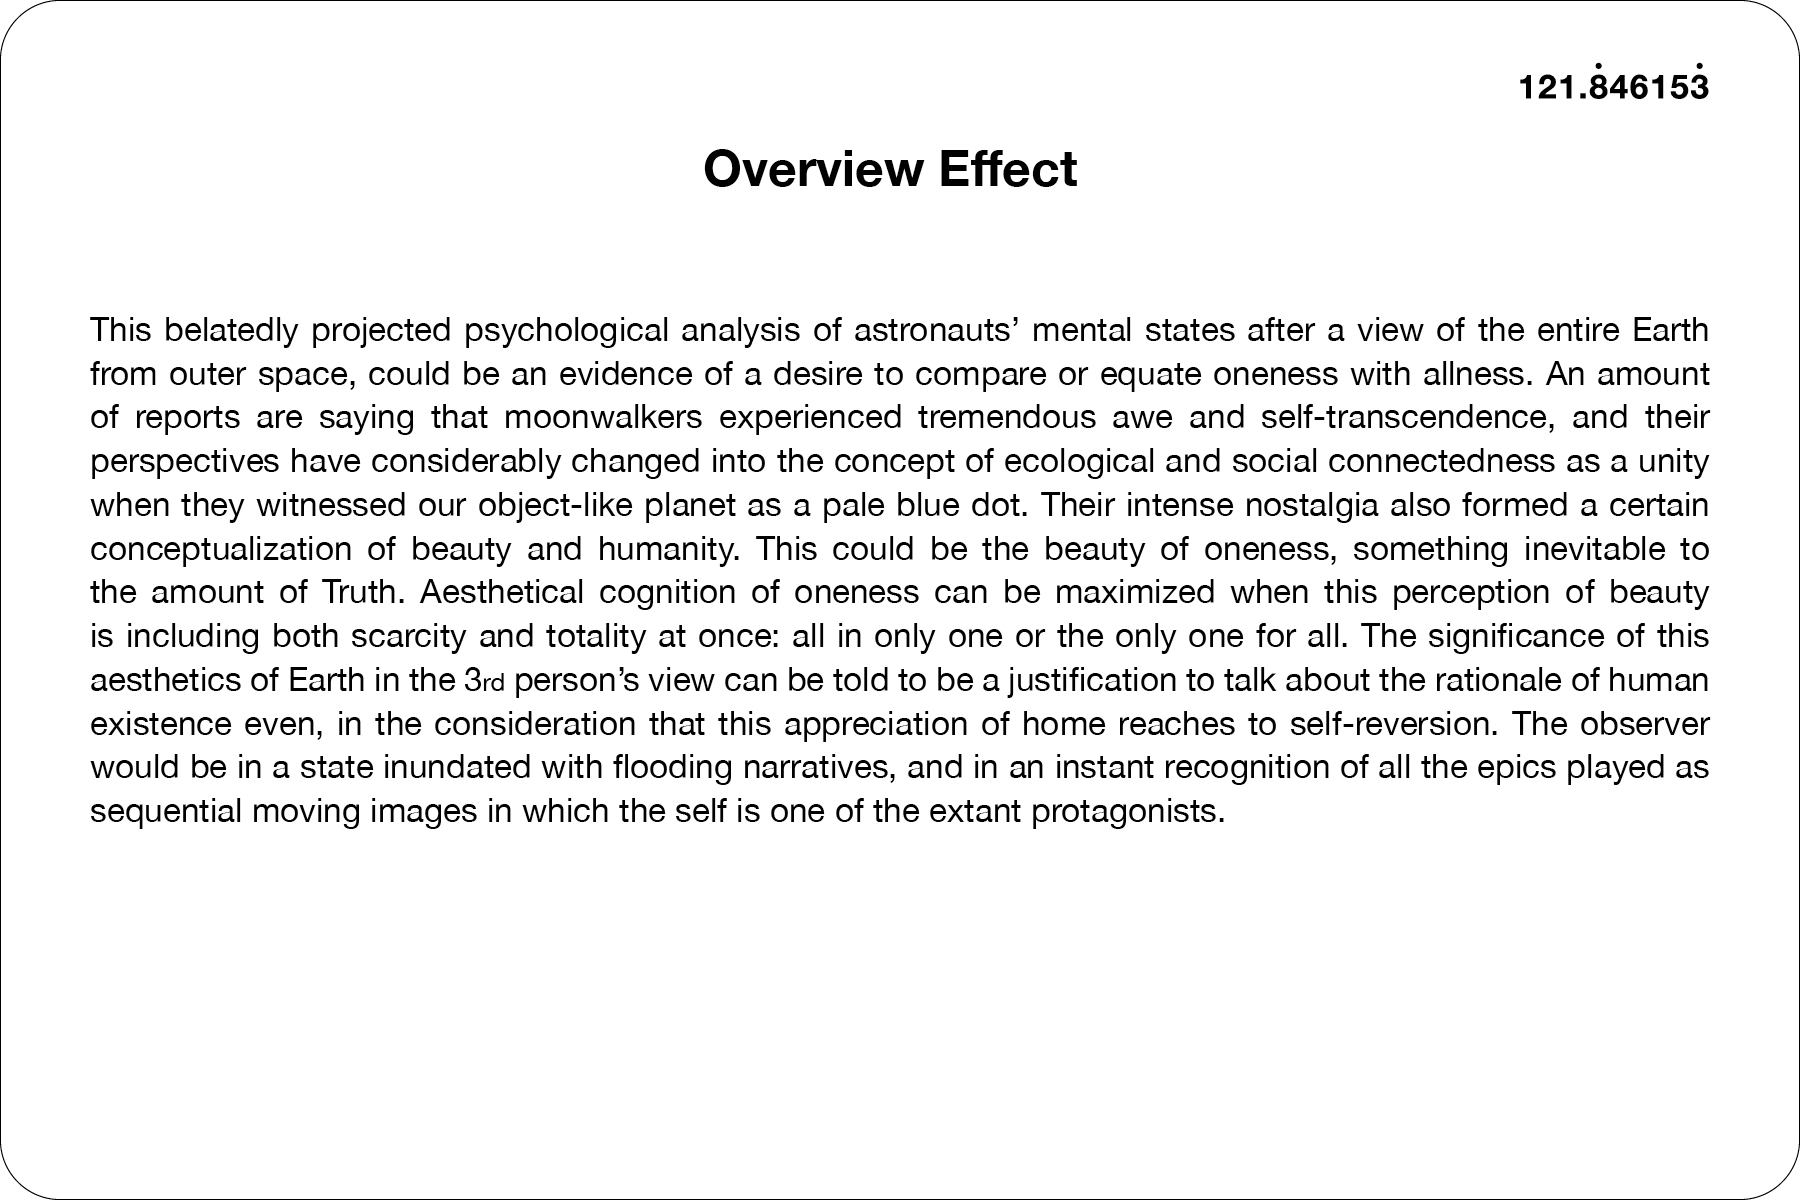 121.8̇46153̇
Overview Effect
This belatedly projected psychological analysis of astronauts’ mental states after a view of the entire Earth
from outer space, could be an evidence of a desire to compare or equate oneness with allness. An amount
of reports are saying that moonwalkers experienced tremendous awe and self-transcendence, and their
perspectives have considerably changed into the concept of ecological and social connectedness as a unity
when they witnessed our object-like planet as a pale blue dot. Their intense nostalgia also formed a certain
conceptualization of beauty and humanity. This could be the beauty of oneness, something inevitable to
the amount of Truth. Aesthetical cognition of oneness can be maximized when this perception of beauty
is including both scarcity and totality at once: all in only one or the only one for all. The significance of this
aesthetics of Earth in the 3rd person’s view can be told to be a justification to talk about the rationale of human
existence even, in the consideration that this appreciation of home reaches to self-reversion. The observer
would be in a state inundated with flooding narratives, and in an instant recognition of all the epics played as
sequential moving images in which the self is one of the extant protagonists.